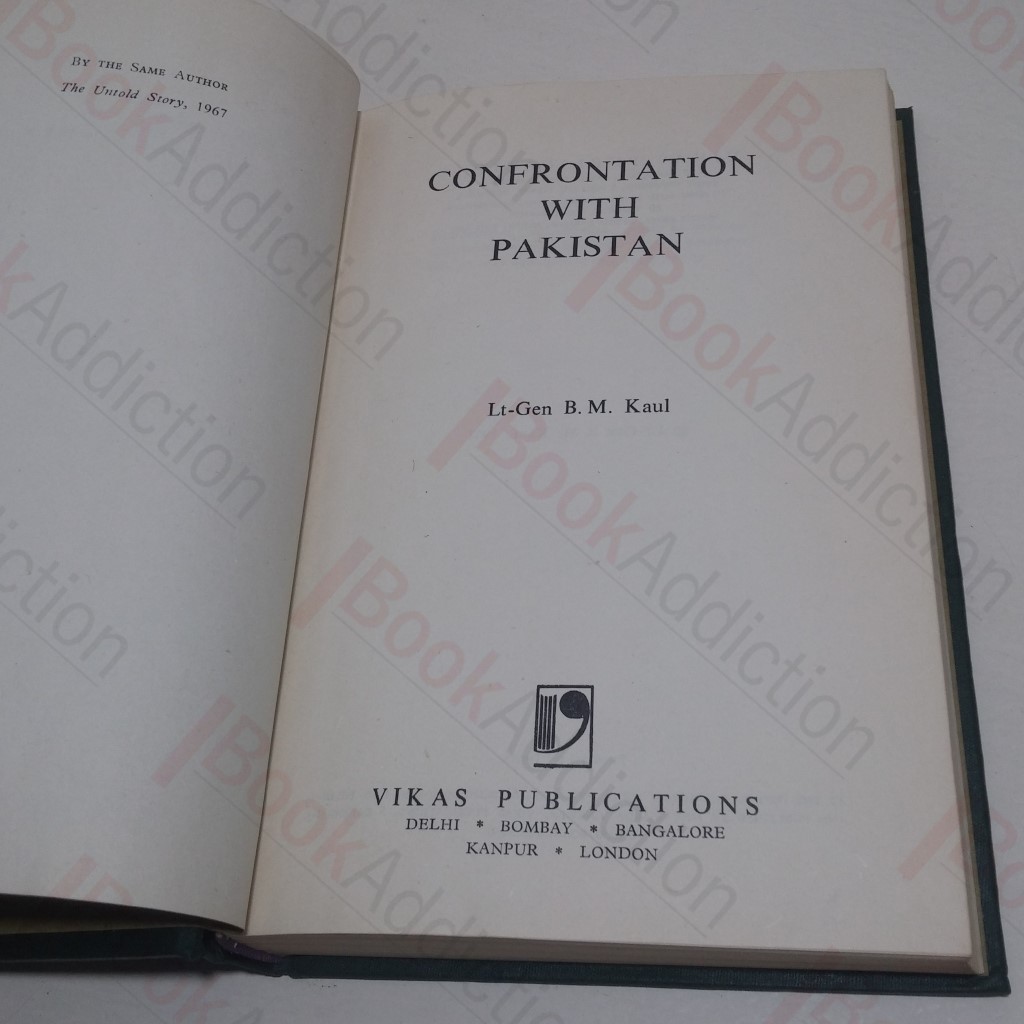 BY THE SAME AUTHOR
The Untold Story, 1967
CONFRONTATION
WITH
PAKISTAN
Lt-Gen B. M. Kaul
VIKAS PUBLICATIONS
DELHI * BOMBAY * BANGALORE
KANPUR * LONDON
BookAddiction